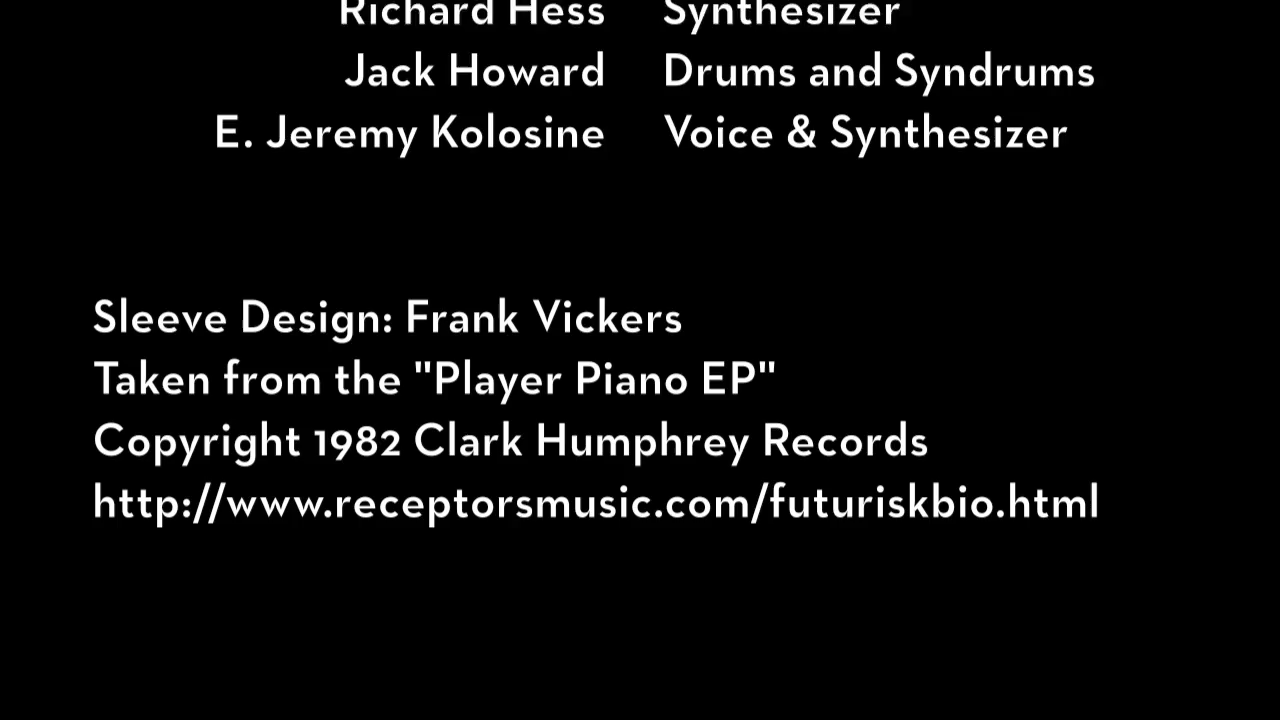 Richard Hess Synthesizer
Jack Howard Drums and Syndrums
E. Jeremy Kolosine Voice & Synthesizer
Sleeve Design: Frank Vickers
Taken from the "Player Piano EP"
Copyright 1982 Clark Humphrey Records
http://www.receptorsmusic.com/futuriskbio.html